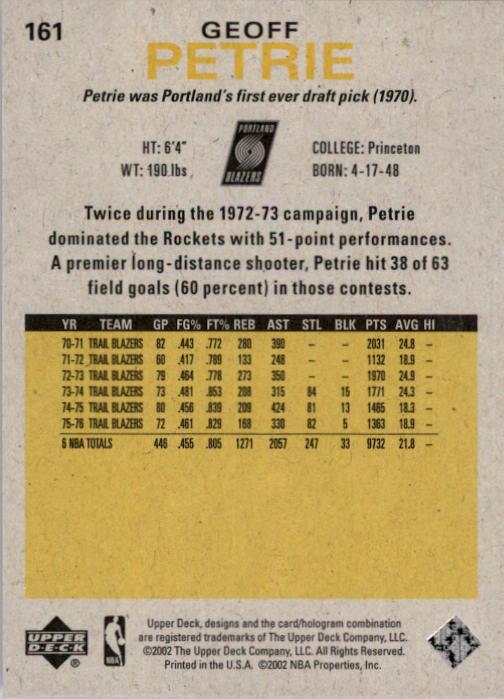 161
GEOFF
PETRIE
Petrie was Portland's first ever draft pick (1970).
PORTLAND
BLAZERS
HT: 6'4"
WT: 190 lbs
COLLEGE: Princeton
BORN: 4-17-48
Twice during the 1972-73 campaign, Petrie
dominated the Rockets with 51-point performances.
A premier long-distance shooter, Petrie hit 38 of 63
field goals (60 percent) in those contests.
YR TEAM GP FG% FT% REB AST STL BLK PTS AVG HI
70-71 TRAIL BLAZERS 82 .443 .772 280 390 – – 2031 24.8 –
71-72 TRAIL BLAZERS 60 .417 .789 133 248 – – 1132 18.9 –
72-73 TRAIL BLAZERS 79 .464 .778 273 350 – – 1970 24.9 –
73-74 TRAIL BLAZERS 73 .481 .853 208 315 84 15 1771 24.3 –
74-75 TRAIL BLAZERS 80 .456 .839 209 424 81 13 1465 18.3 –
75-76 TRAIL BLAZERS 72 .461 .829 168 330 82 5 1363 18.9 –
6 NBA TOTALS 446 .455 .805 1271 2057 247 33 9732 21.8 –
UPPER
D·E·C·K
®
NBA
Upper Deck, designs and the card/hologram combination
are registered trademarks of The Upper Deck Company, LLC.
©2002 The Upper Deck Company, LLC. All Rights Reserved.
Printed in the U.S.A. ©2002 NBA Properties, Inc.